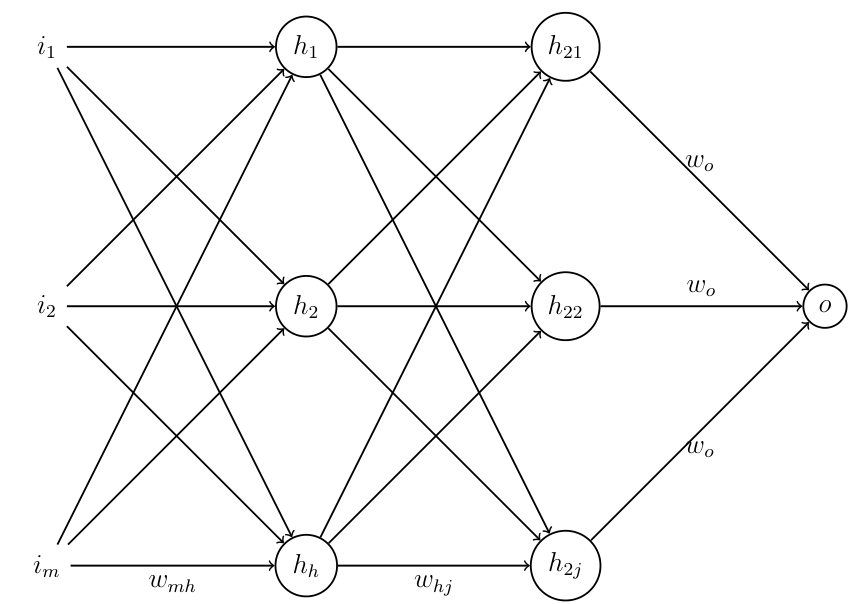 i_1 h_1 h_{21}
w_o
i_2 h_2 h_{22} w_o o
w_o
i_m w_{mh} h_h w_{hj} h_{2j}